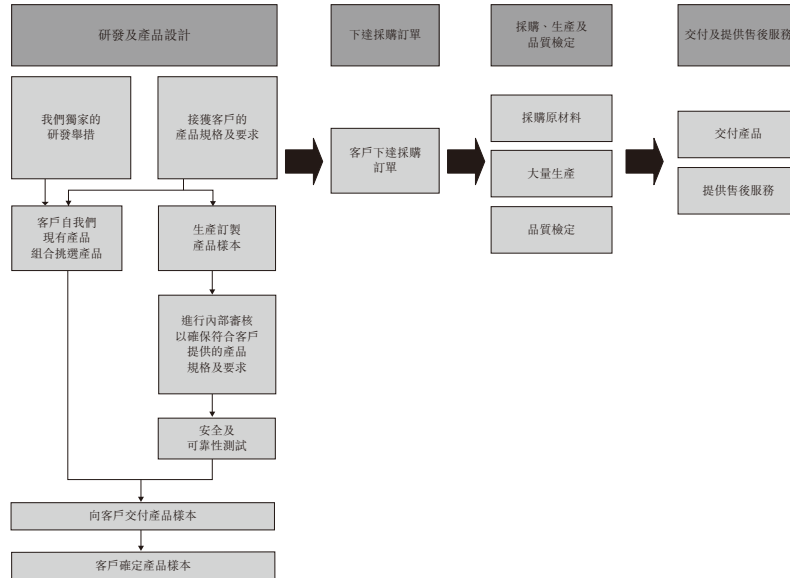 研發及產品設計
下達採購訂單
採購、生產及
品質檢定
交付及提供售後服務
我們獨家的
研發舉措
接獲客戶的
產品規格及要求
客戶自我們
現有產品
組合挑選產品
生產訂製
產品樣本
進行內部審核
以確保符合客戶
提供的產品
規格及要求
安全及
可靠性測試
向客戶交付產品樣本
客戶確定產品樣本
客戶下達採購
訂單
採購原材料
大量生產
品質檢定
交付產品
提供售後服務